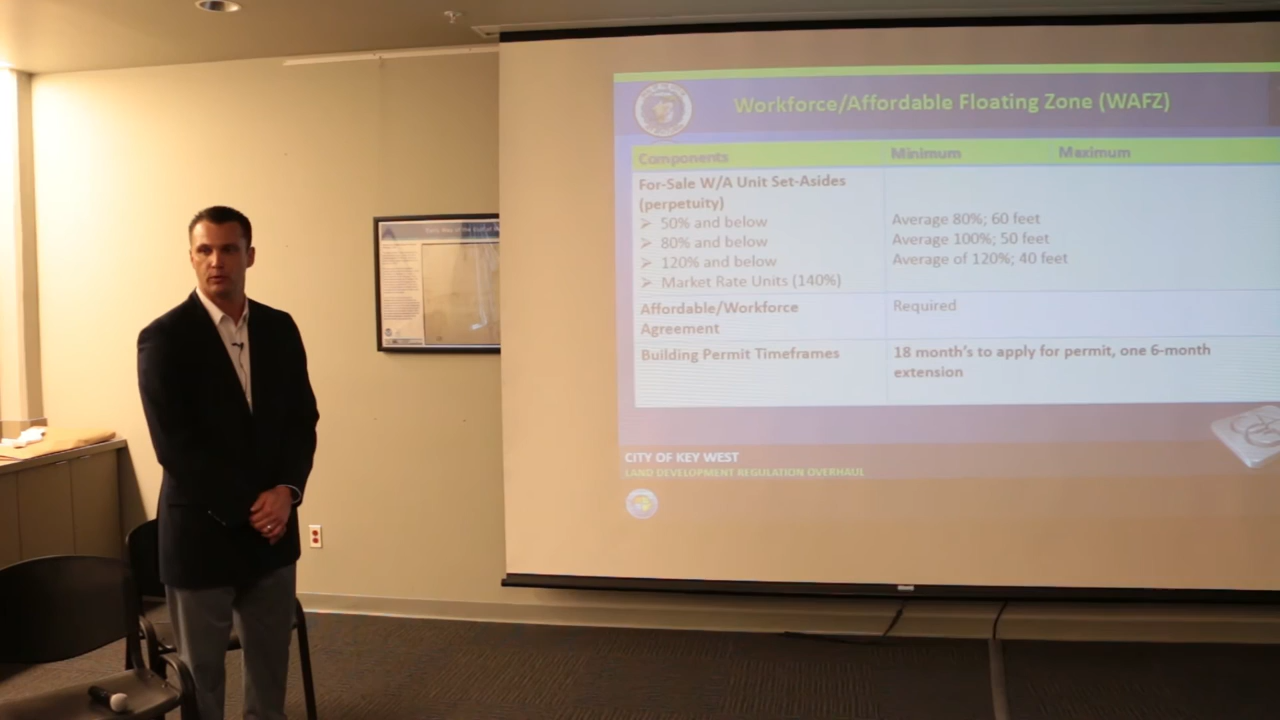 Workforce/Affordable Floating Zone (WAFZ)
Components Minimum Maximum
For-Sale W/A Unit Set-Asides
(perpetuity)
50% and below Average 80%; 60 feet
80% and below Average 100%; 50 feet
120% and below Average of 120%; 40 feet
Market Rate Units (140%)
Affordable/Workforce Required
Agreement
Building Permit Timeframes 18 month's to apply for permit, one 6-month
extension
CITY OF KEY WEST
LAND DEVELOPMENT REGULATION OVERHAUL